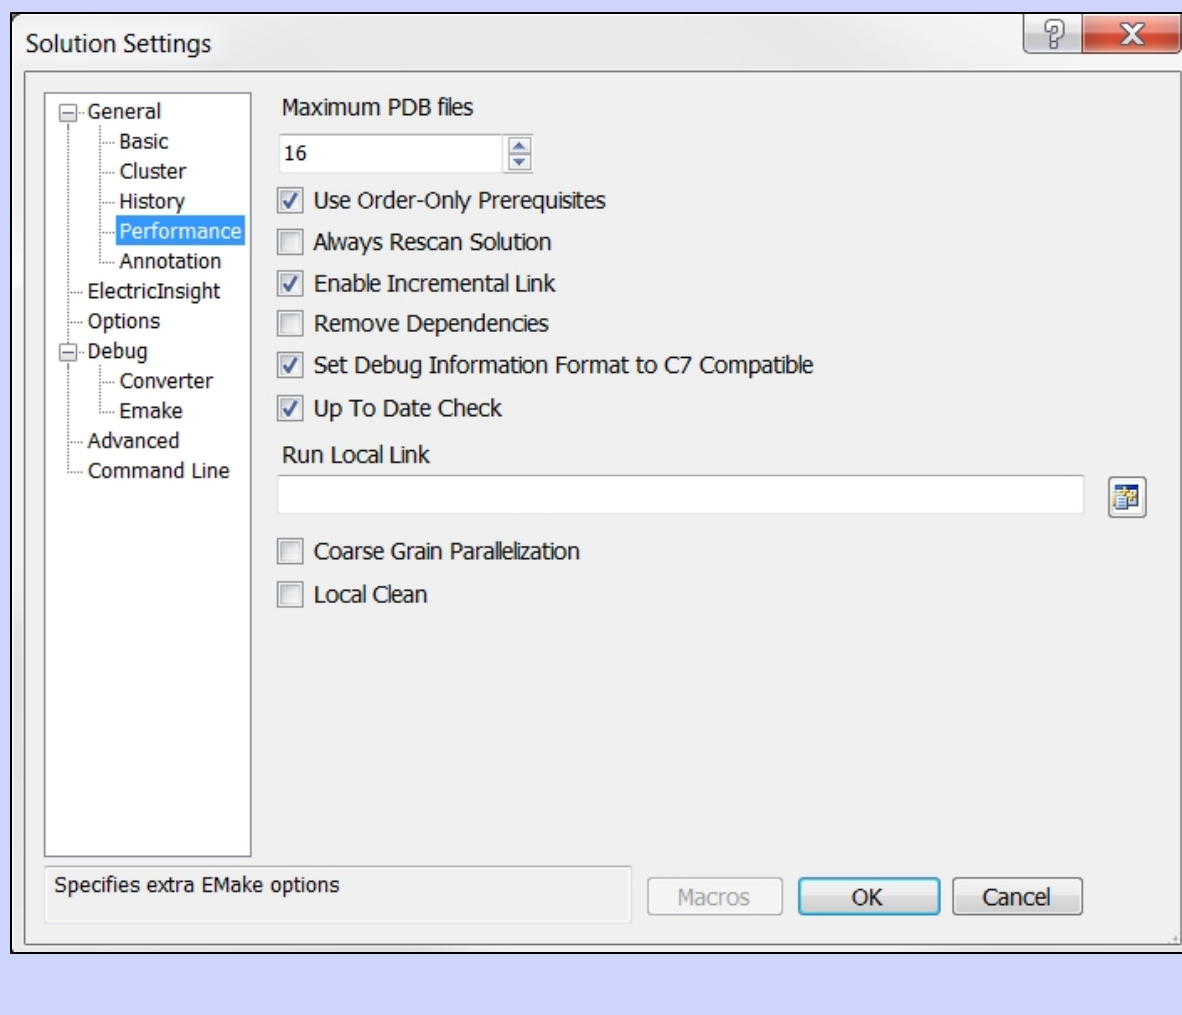 Solution Settings
General
Basic
Cluster
History
Performance
Annotation
ElectricInsight
Options
Debug
Converter
Emake
Advanced
Command Line
Maximum PDB files
16
Use Order-Only Prerequisites
Always Rescan Solution
Enable Incremental Link
Remove Dependencies
Set Debug Information Format to C7 Compatible
Up To Date Check
Run Local Link
Coarse Grain Parallelization
Local Clean
Specifies extra EMake options
Macros
OK
Cancel